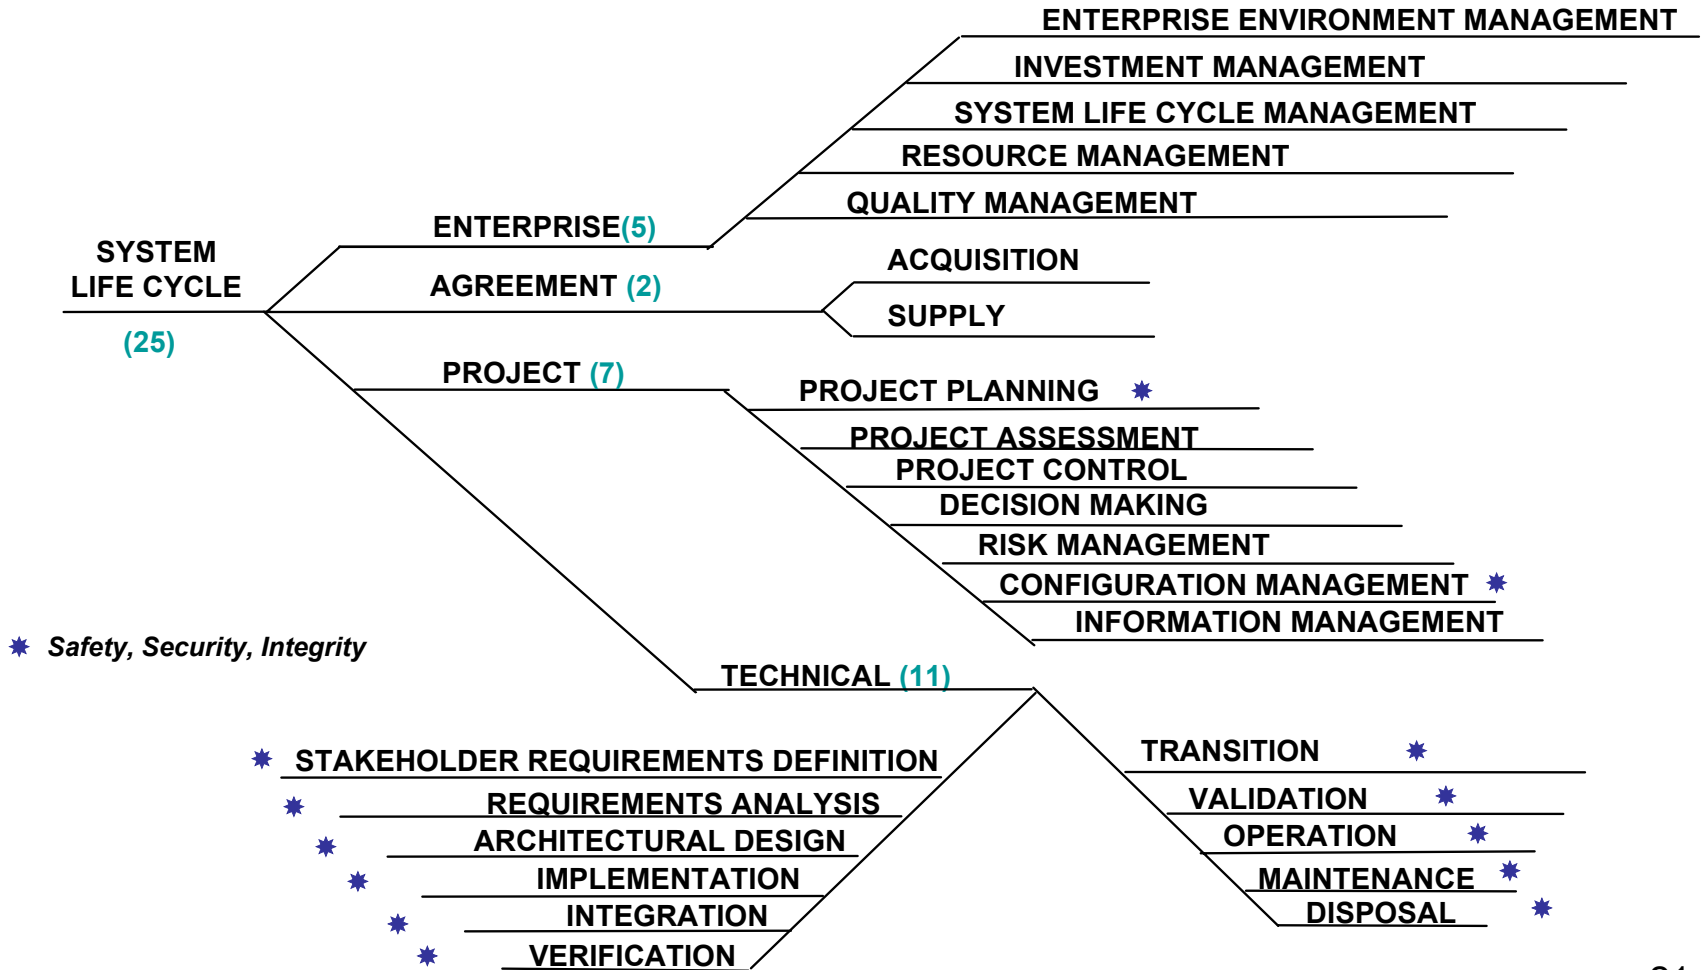 ENTERPRISE ENVIRONMENT MANAGEMENT
INVESTMENT MANAGEMENT
SYSTEM LIFE CYCLE MANAGEMENT
RESOURCE MANAGEMENT
QUALITY MANAGEMENT
ENTERPRISE(5)
SYSTEM
LIFE CYCLE
(25)
AGREEMENT (2)
ACQUISITION
SUPPLY
PROJECT (7)
PROJECT PLANNING
PROJECT ASSESSMENT
PROJECT CONTROL
DECISION MAKING
RISK MANAGEMENT
CONFIGURATION MANAGEMENT
INFORMATION MANAGEMENT
Safety, Security, Integrity
TECHNICAL (11)
STAKEHOLDER REQUIREMENTS DEFINITION
REQUIREMENTS ANALYSIS
ARCHITECTURAL DESIGN
IMPLEMENTATION
INTEGRATION
VERIFICATION
TRANSITION
VALIDATION
OPERATION
MAINTENANCE
DISPOSAL